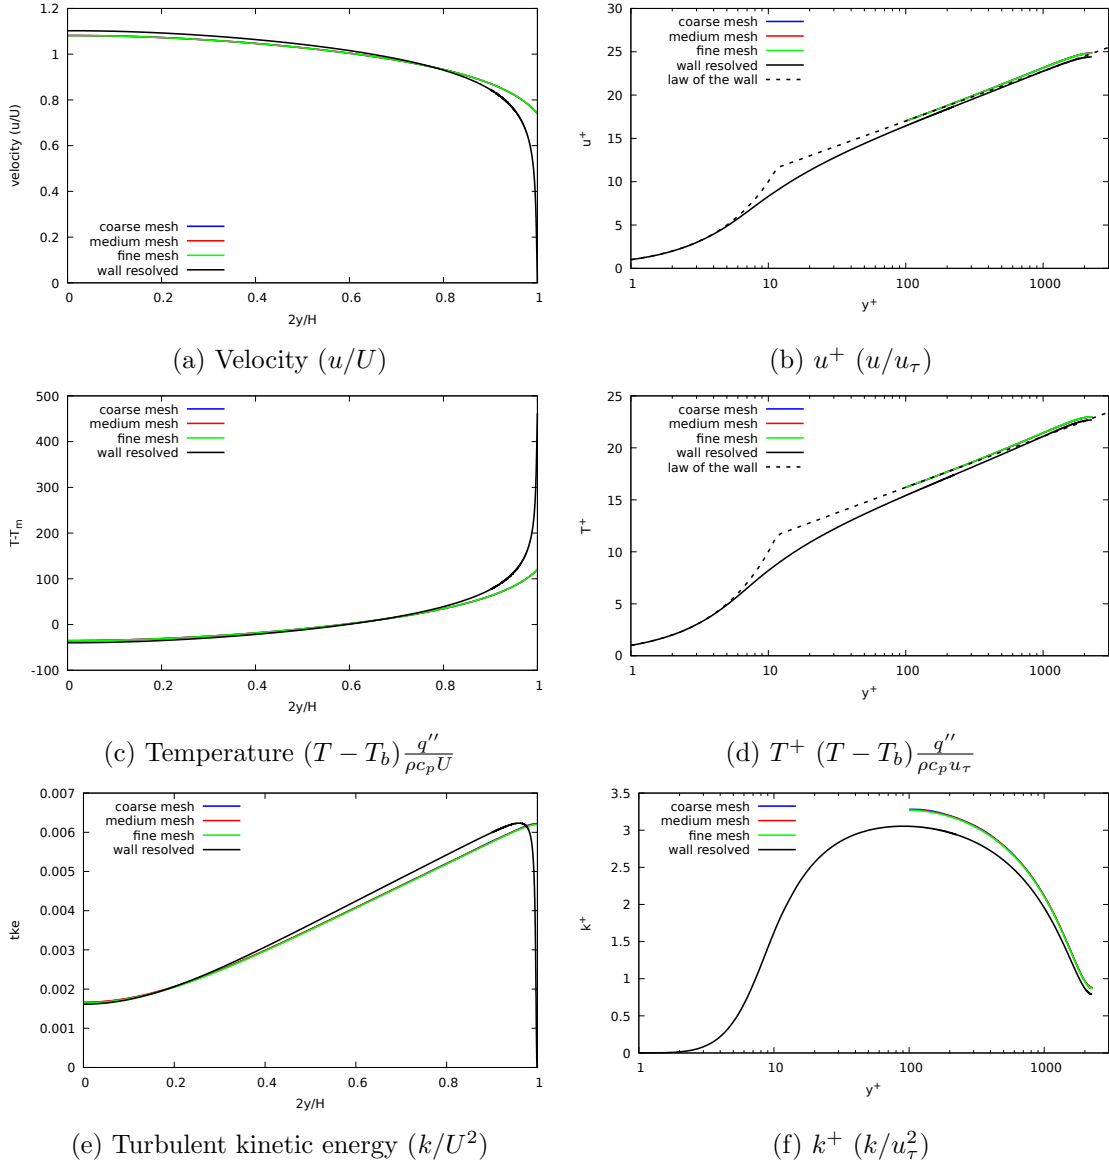 1.2
1
0.8
0.6
0.4
0.2
0
velocity (u/U)
coarse mesh
medium mesh
fine mesh
wall resolved
0 0.2 0.4 0.6 0.8 1
2y/H
(a) Velocity (u/U)
30
25
20
15
10
5
0
u+
coarse mesh
medium mesh
fine mesh
wall resolved
law of the wall
1 10 100 1000
y+
(b) u⁺ (u/u_τ)
500
400
300
200
100
0
-100
T-Tm
coarse mesh
medium mesh
fine mesh
wall resolved
0 0.2 0.4 0.6 0.8 1
2y/H
(c) Temperature (T − T_b) q′′/ρc_pU
25
20
15
10
5
0
T+
coarse mesh
medium mesh
fine mesh
wall resolved
law of the wall
1 10 100 1000
y+
(d) T⁺ (T − T_b) q′′/ρc_pu_τ
0.007
0.006
0.005
0.004
0.003
0.002
0.001
0
tke
coarse mesh
medium mesh
fine mesh
wall resolved
0 0.2 0.4 0.6 0.8 1
2y/H
(e) Turbulent kinetic energy (k/U²)
3.5
3
2.5
2
1.5
1
0.5
0
k+
coarse mesh
medium mesh
fine mesh
wall resolved
1 10 100 1000
y+
(f) k⁺ (k/u_τ²)